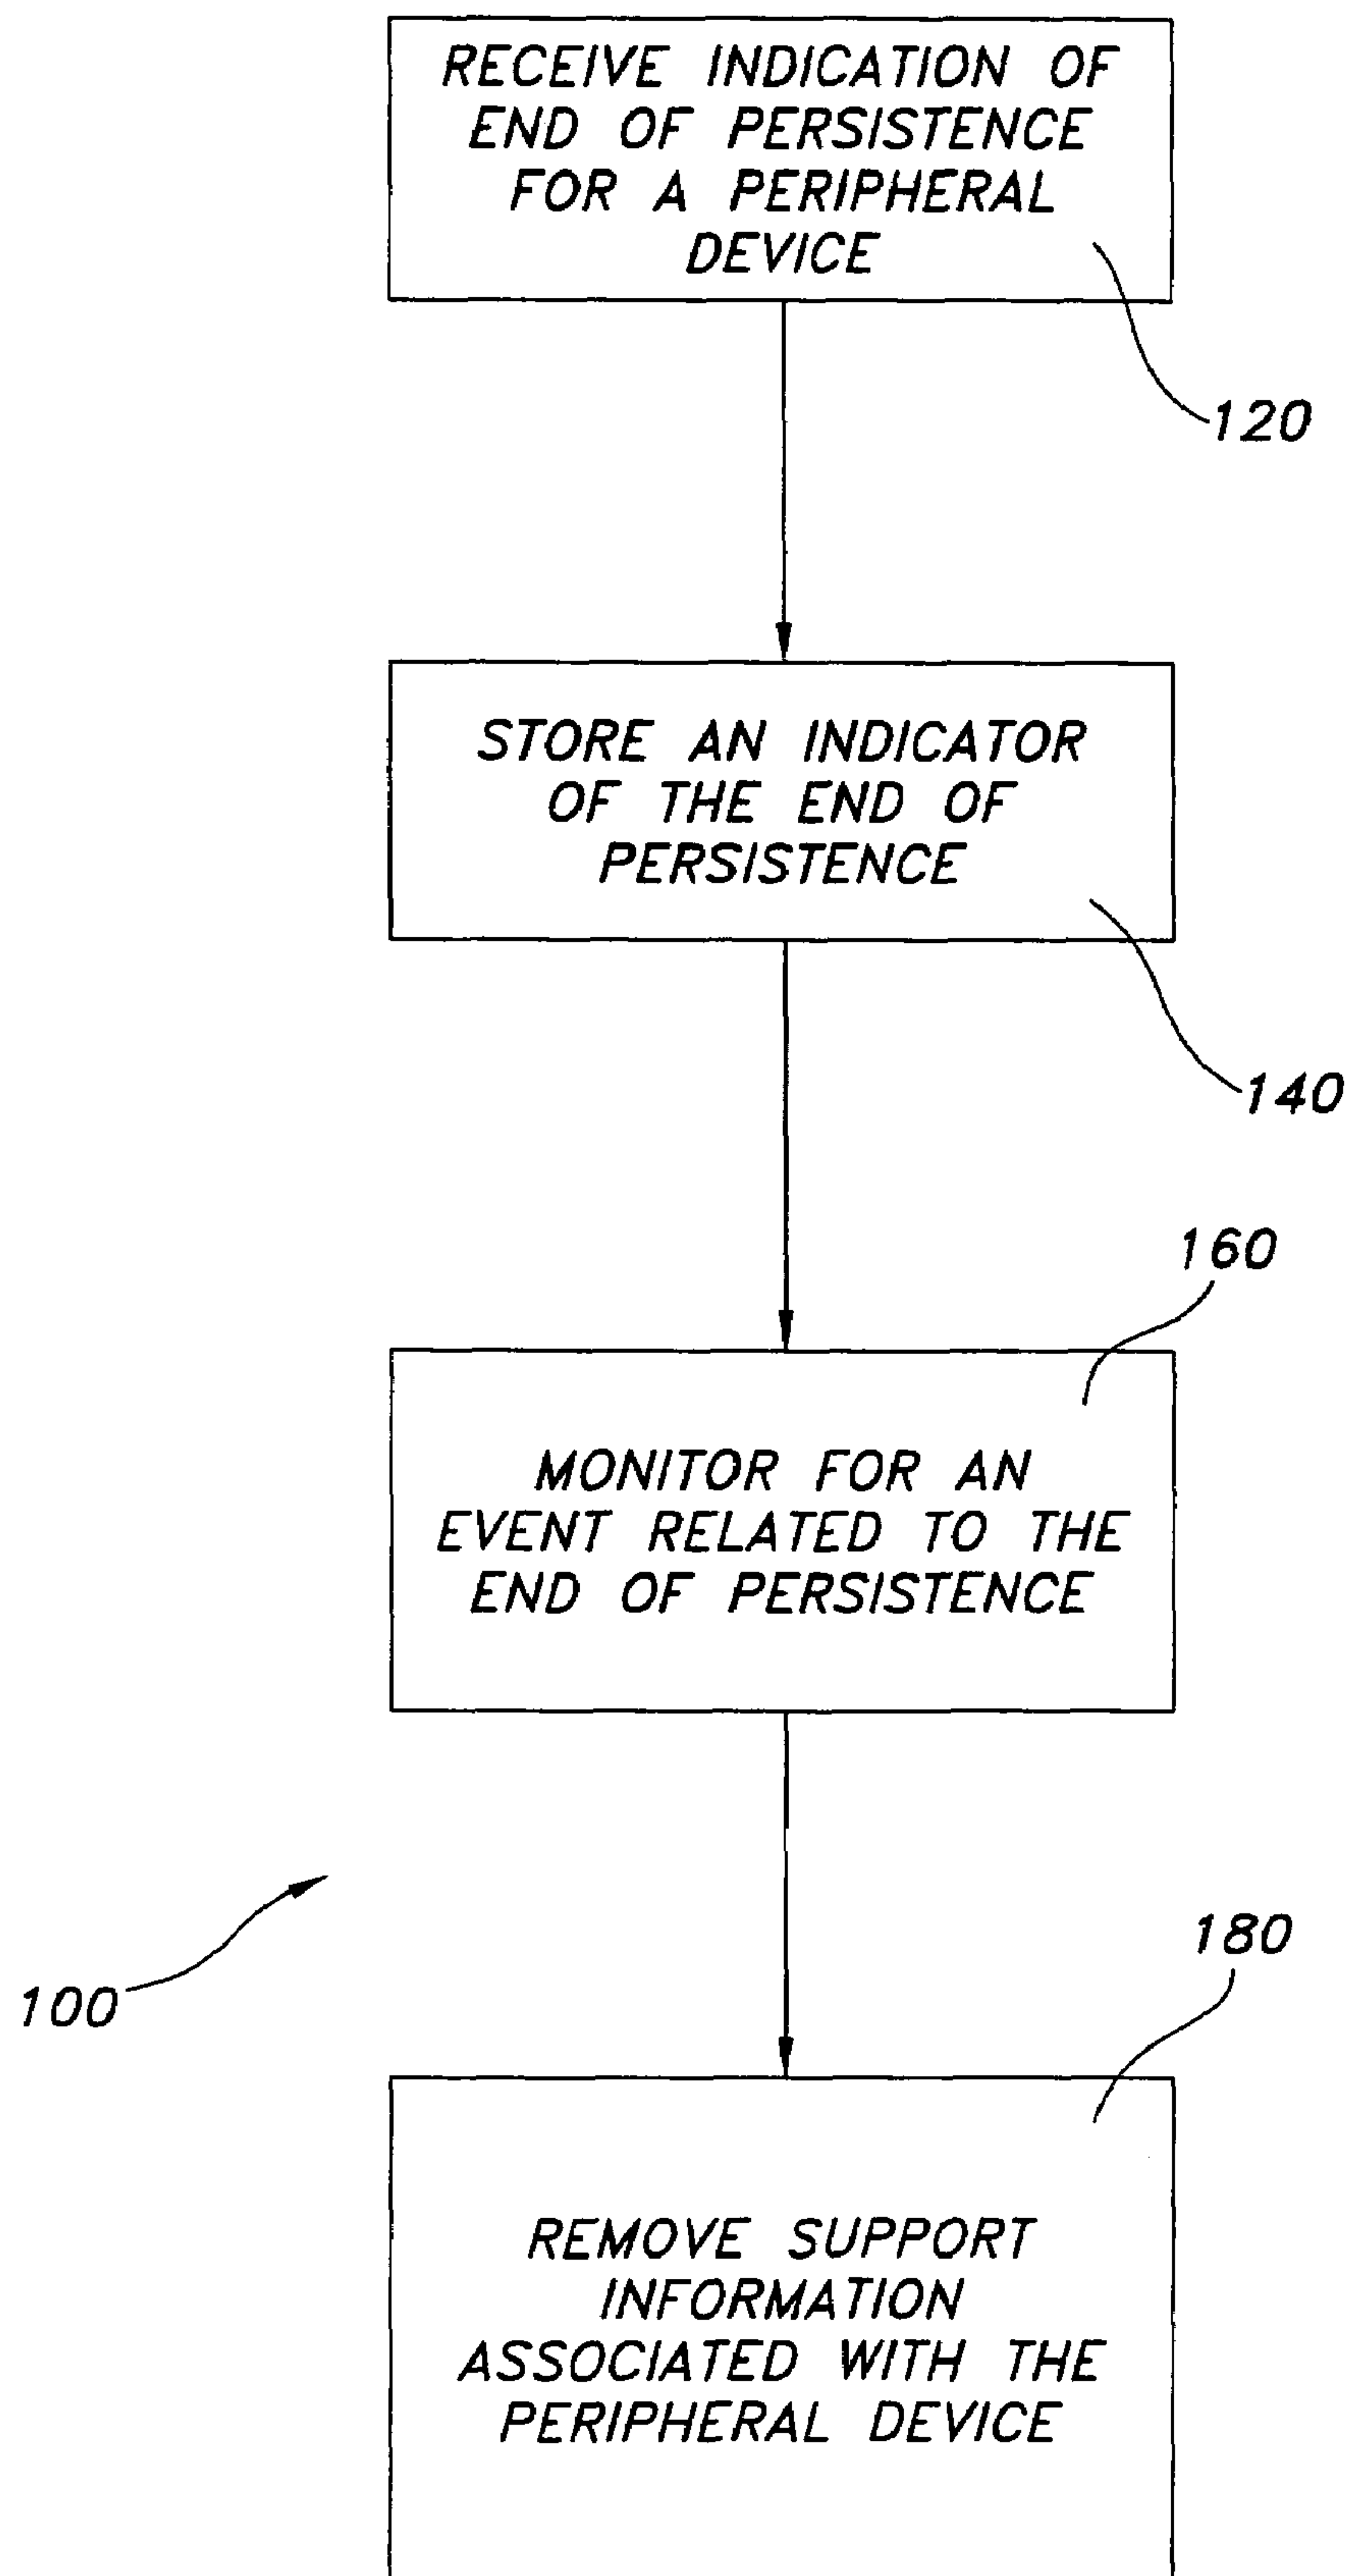 RECEIVE INDICATION OF
END OF PERSISTENCE
FOR A PERIPHERAL
DEVICE
120
STORE AN INDICATOR
OF THE END OF
PERSISTENCE
140
160
MONITOR FOR AN
EVENT RELATED TO THE
END OF PERSISTENCE
100
180
REMOVE SUPPORT
INFORMATION
ASSOCIATED WITH THE
PERIPHERAL DEVICE